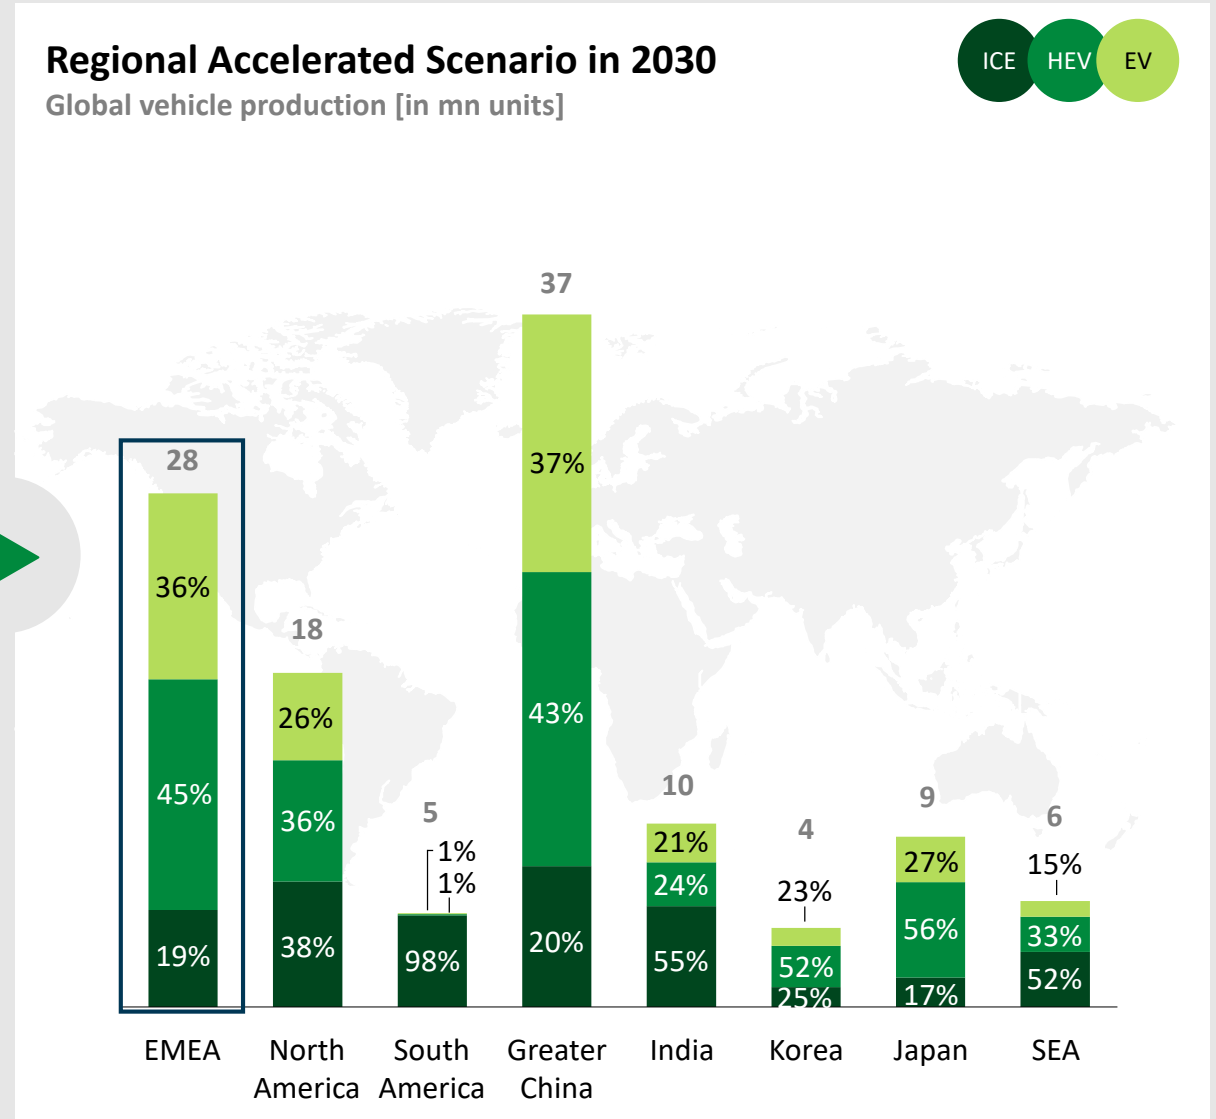 Regional Accelerated Scenario in 2030
Global vehicle production [in mn units]
ICE HEV EV
28
36%
45%
19%
18
26%
36%
38%
5
1%
1%
98%
37
37%
43%
20%
10
21%
24%
55%
4
23%
52%
25%
9
27%
56%
17%
6
15%
33%
52%
EMEA
North
America
South
America
Greater
China
India
Korea
Japan
SEA